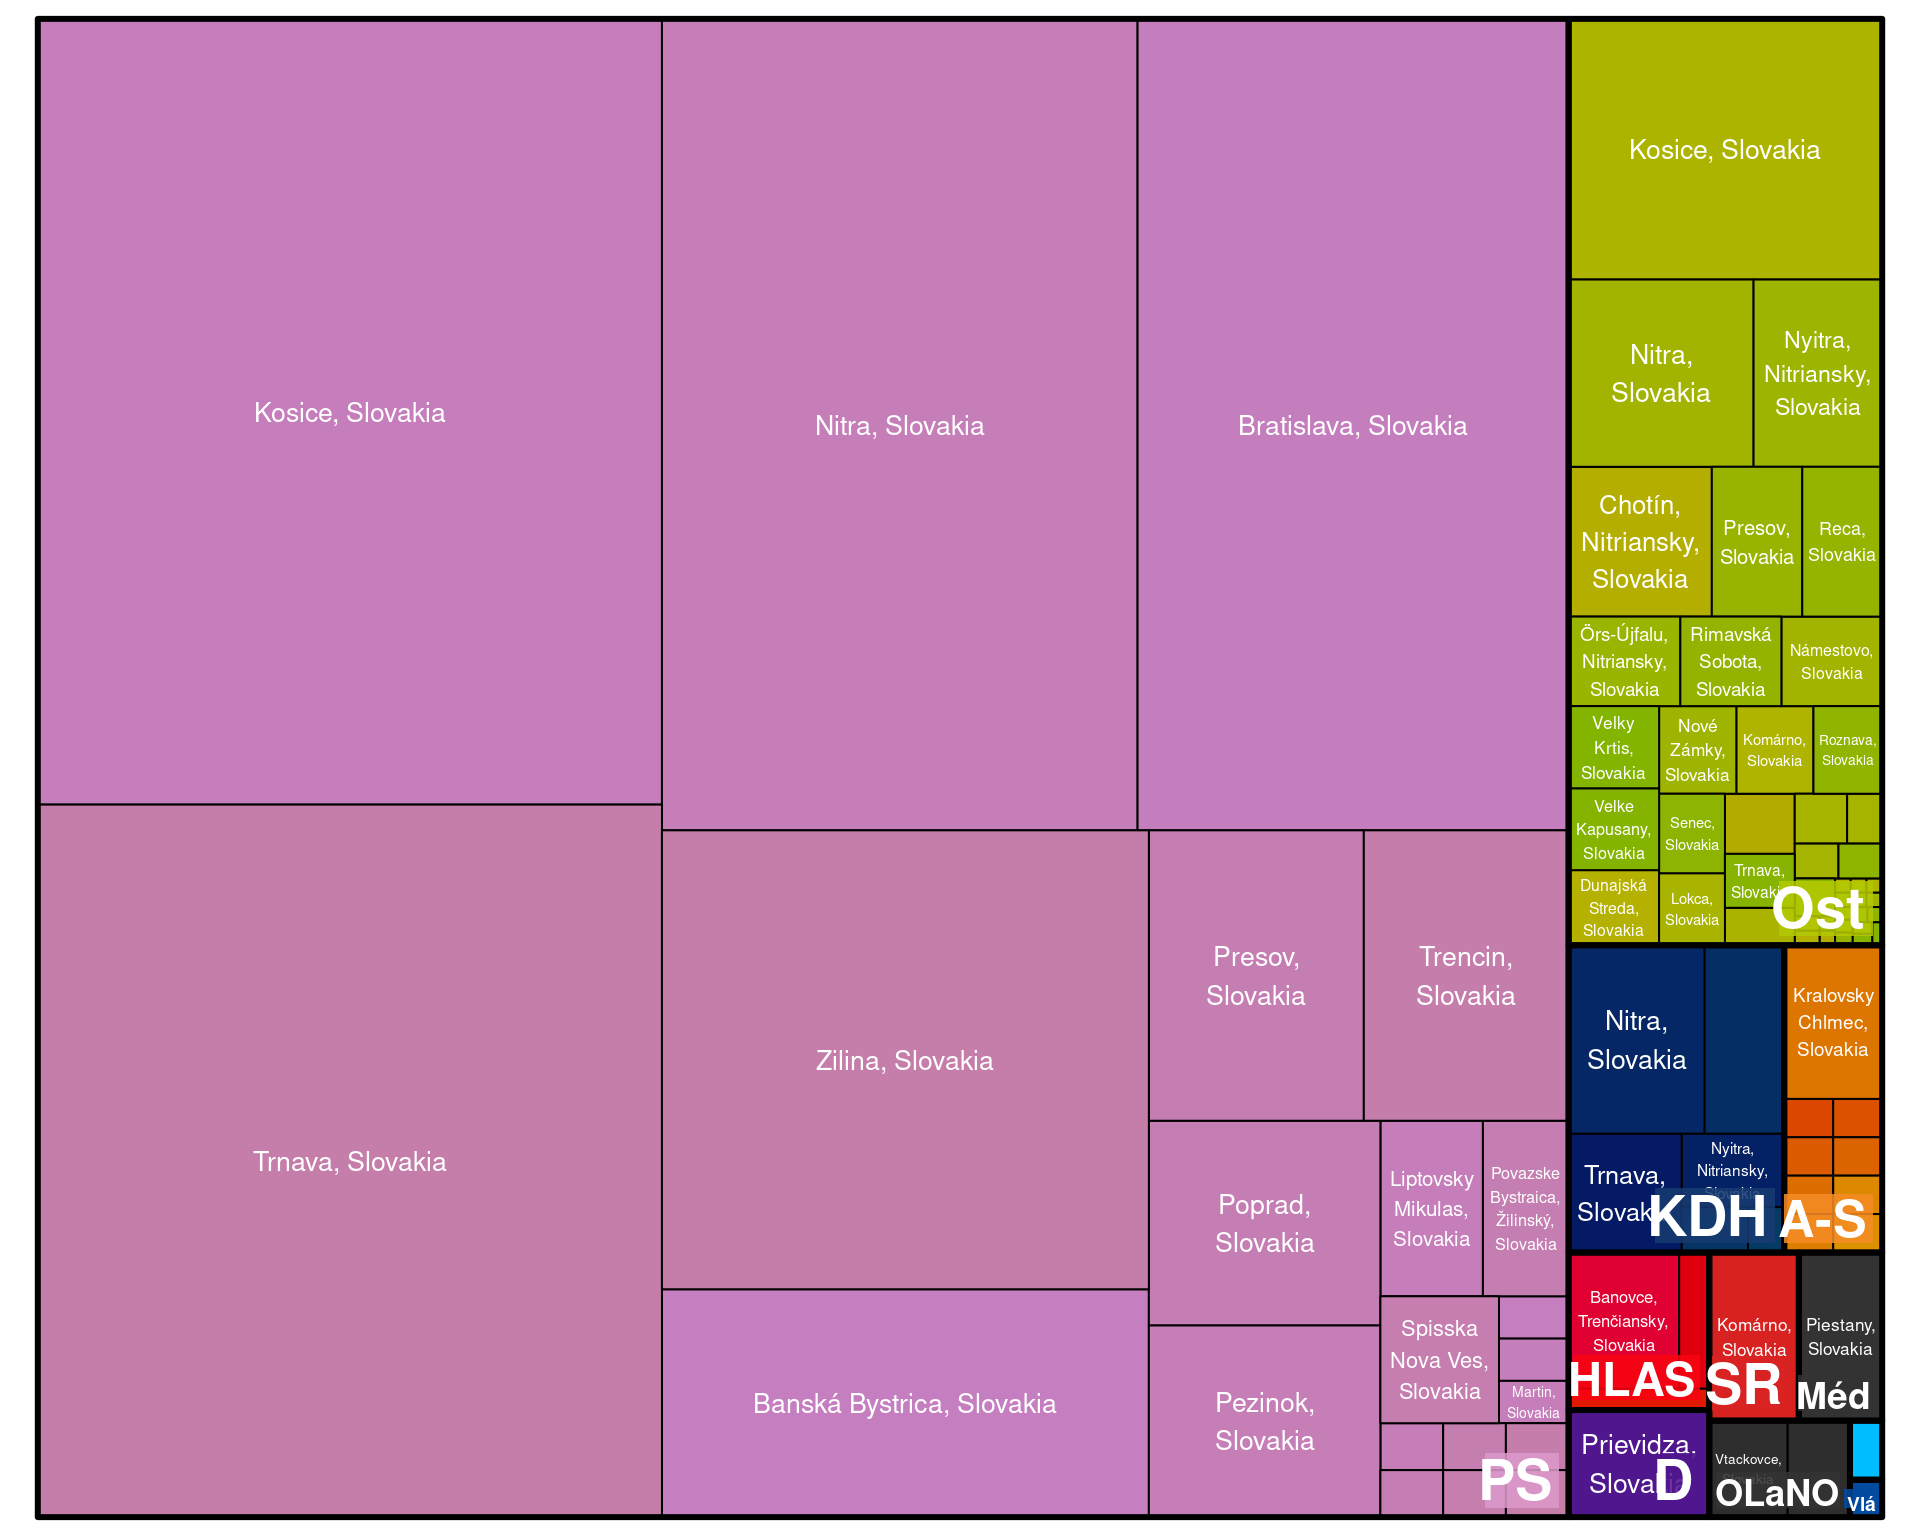 Kosice, Slovakia
Nitra, Slovakia
Bratislava, Slovakia
Trnava, Slovakia
Zilina, Slovakia
Banská Bystrica, Slovakia
Presov,
Slovakia
Trencin,
Slovakia
Poprad,
Slovakia
Pezinok,
Slovakia
Liptovsky
Mikulas,
Slovakia
Povazske
Bystraica,
Žilinský,
Slovakia
Spisska
Nova Ves,
Slovakia
Martin,
Slovakia
PS
Kosice, Slovakia
Nitra,
Slovakia
Nyitra,
Nitriansky,
Slovakia
Chotín,
Nitriansky,
Slovakia
Presov,
Slovakia
Reca,
Slovakia
Örs-Újfalu,
Nitriansky,
Slovakia
Rimavská
Sobota,
Slovakia
Námestovo,
Slovakia
Velky
Krtis,
Slovakia
Nové
Zámky,
Slovakia
Komárno,
Slovakia
Roznava,
Slovakia
Velke
Kapusany,
Slovakia
Senec,
Slovakia
Trnava,
Slovakia
Dunajská
Streda,
Slovakia
Lokca,
Slovakia
Ost
Nitra,
Slovakia
Trnava,
Slovakia
Nyitra,
Nitriansky,
Slovakia
KDH
Kralovsky
Chlmec,
Slovakia
A-S
Banovce,
Trenčiansky,
Slovakia
HLAS
Komárno,
Slovakia
SR
Piestany,
Slovakia
Méd
Prievidza,
Slovakia
D
Vtackovce,
Slovakia
OLaNO
Vlá